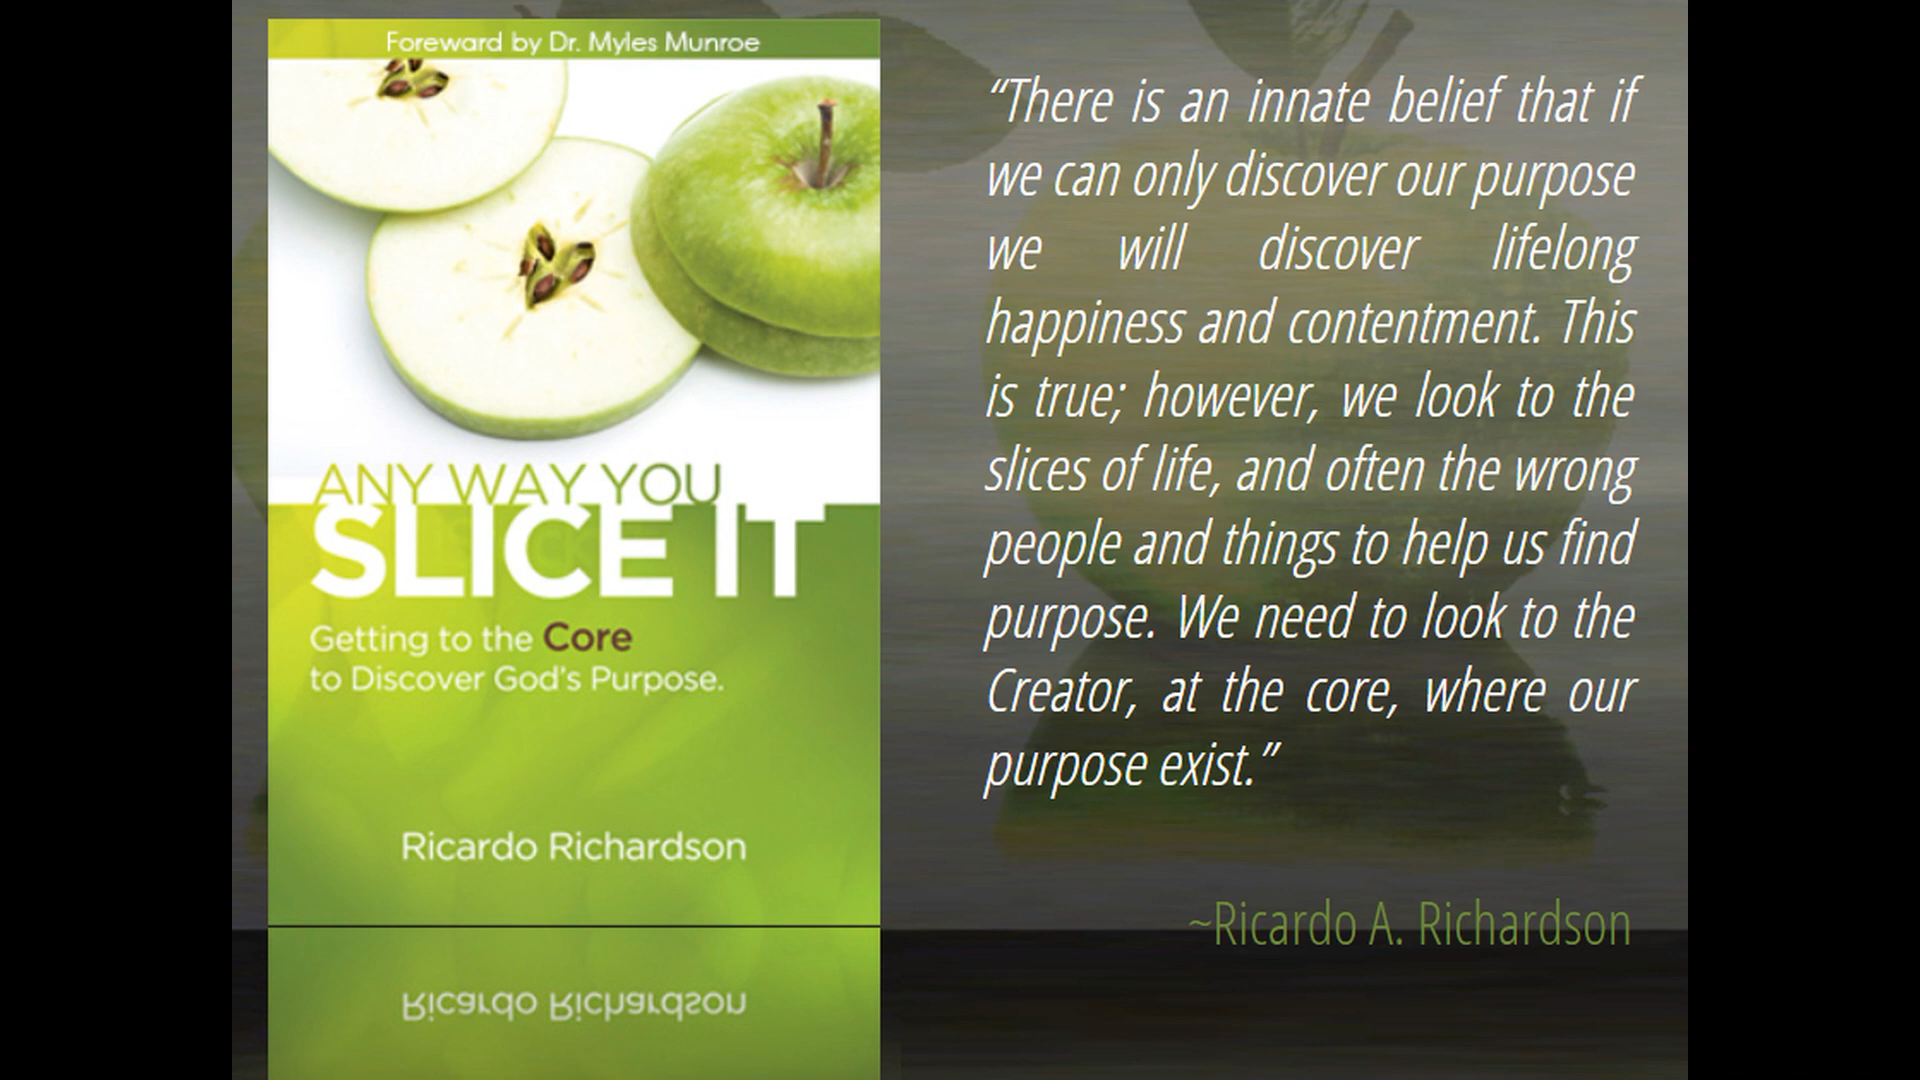 Foreward by Dr. Myles Munroe
ANY WAY YOU
SLICE IT
Getting to the Core
to Discover God's Purpose.
Ricardo Richardson
Ricardo Richardson
“There is an innate belief that if
we can only discover our purpose
we will discover lifelong
happiness and contentment. This
is true; however, we look to the
slices of life, and often the wrong
people and things to help us find
purpose. We need to look to the
Creator, at the core, where our
purpose exist.”
~Ricardo A. Richardson